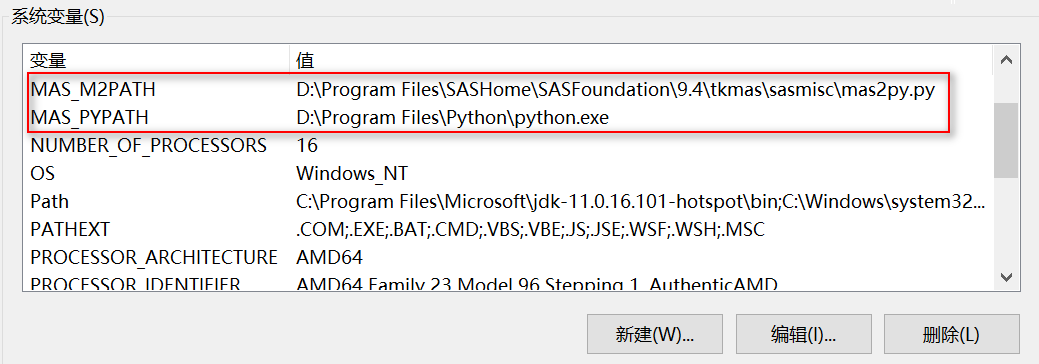 系统变量(S)
变量 值
MAS_M2PATH D:\Program Files\SASHome\SASFoundation\9.4\tkmas\sasmisc\mas2py.py
MAS_PYPATH D:\Program Files\Python\python.exe
NUMBER_OF_PROCESSORS 16
OS Windows_NT
Path C:\Program Files\Microsoft\jdk-11.0.16.101-hotspot\bin;C:\Windows\system32...
PATHEXT .COM;.EXE;.BAT;.CMD;.VBS;.VBE;.JS;.JSE;.WSF;.WSH;.MSC
PROCESSOR_ARCHITECTURE AMD64
PROCESSOR_IDENTIFIER AMD64 Family 23 Model 96 Stepping 1, AuthenticAMD
新建(W)... 编辑(I)... 删除(L)